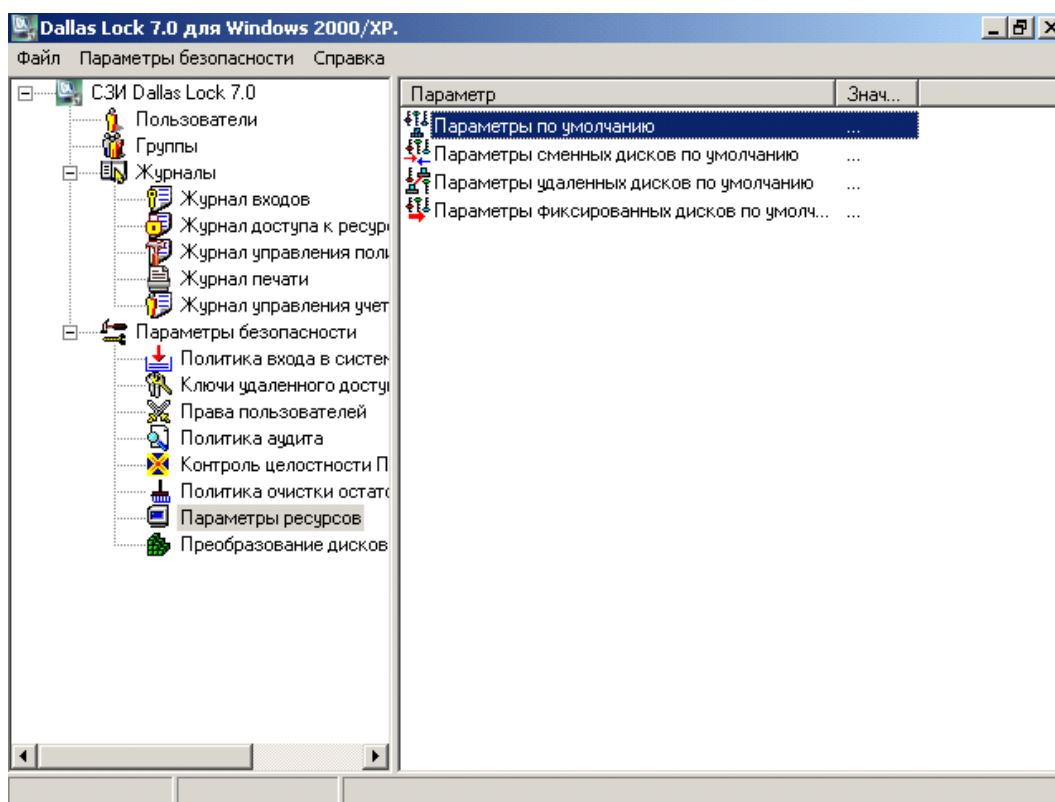 Dallas Lock 7.0 для Windows 2000/XP.
Файл Параметры безопасности Справка
СЗИ Dallas Lock 7.0
Пользователи
Группы
Журналы
Журнал входов
Журнал доступа к ресур
Журнал управления поли
Журнал печати
Журнал управления учет
Параметры безопасности
Политика входа в систем
Ключи удаленного досту
Права пользователей
Политика аудита
Контроль целостности П
Политика очистки остат
Параметры ресурсов
Преобразование дисков
Параметр Знач...
Параметры по умолчанию ...
Параметры сменных дисков по умолчанию ...
Параметры удаленных дисков по умолчанию ...
Параметры фиксированных дисков по умолч... ...